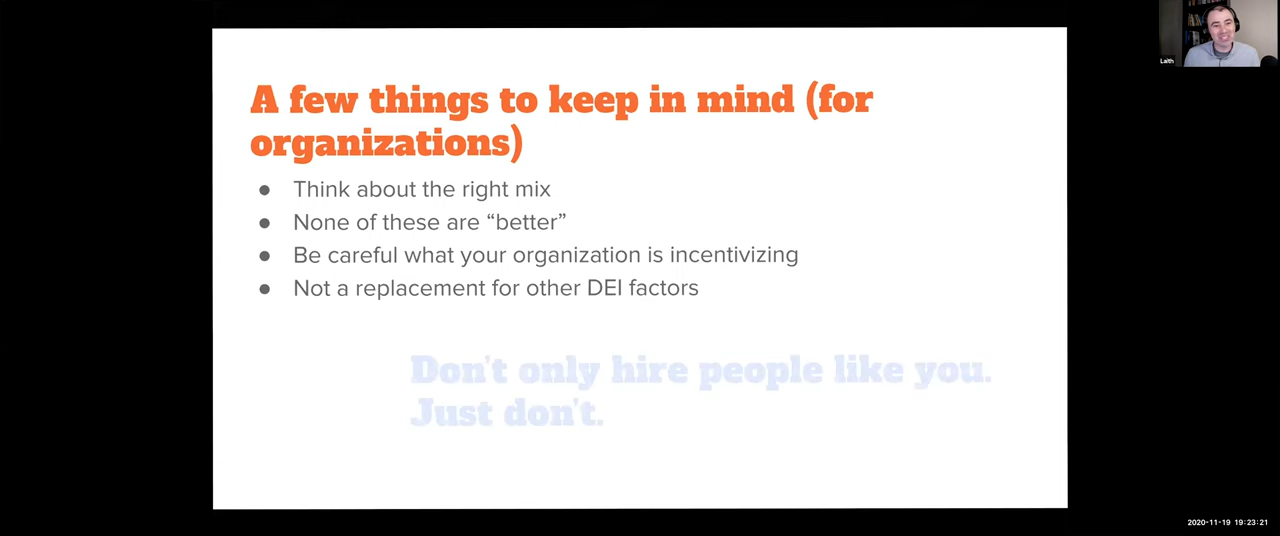 A few things to keep in mind (for
organizations)
● Think about the right mix
● None of these are “better”
● Be careful what your organization is incentivizing
● Not a replacement for other DEI factors
Don't only hire people like you.
Just don't.
Laith
2020-11-19 19:23:21